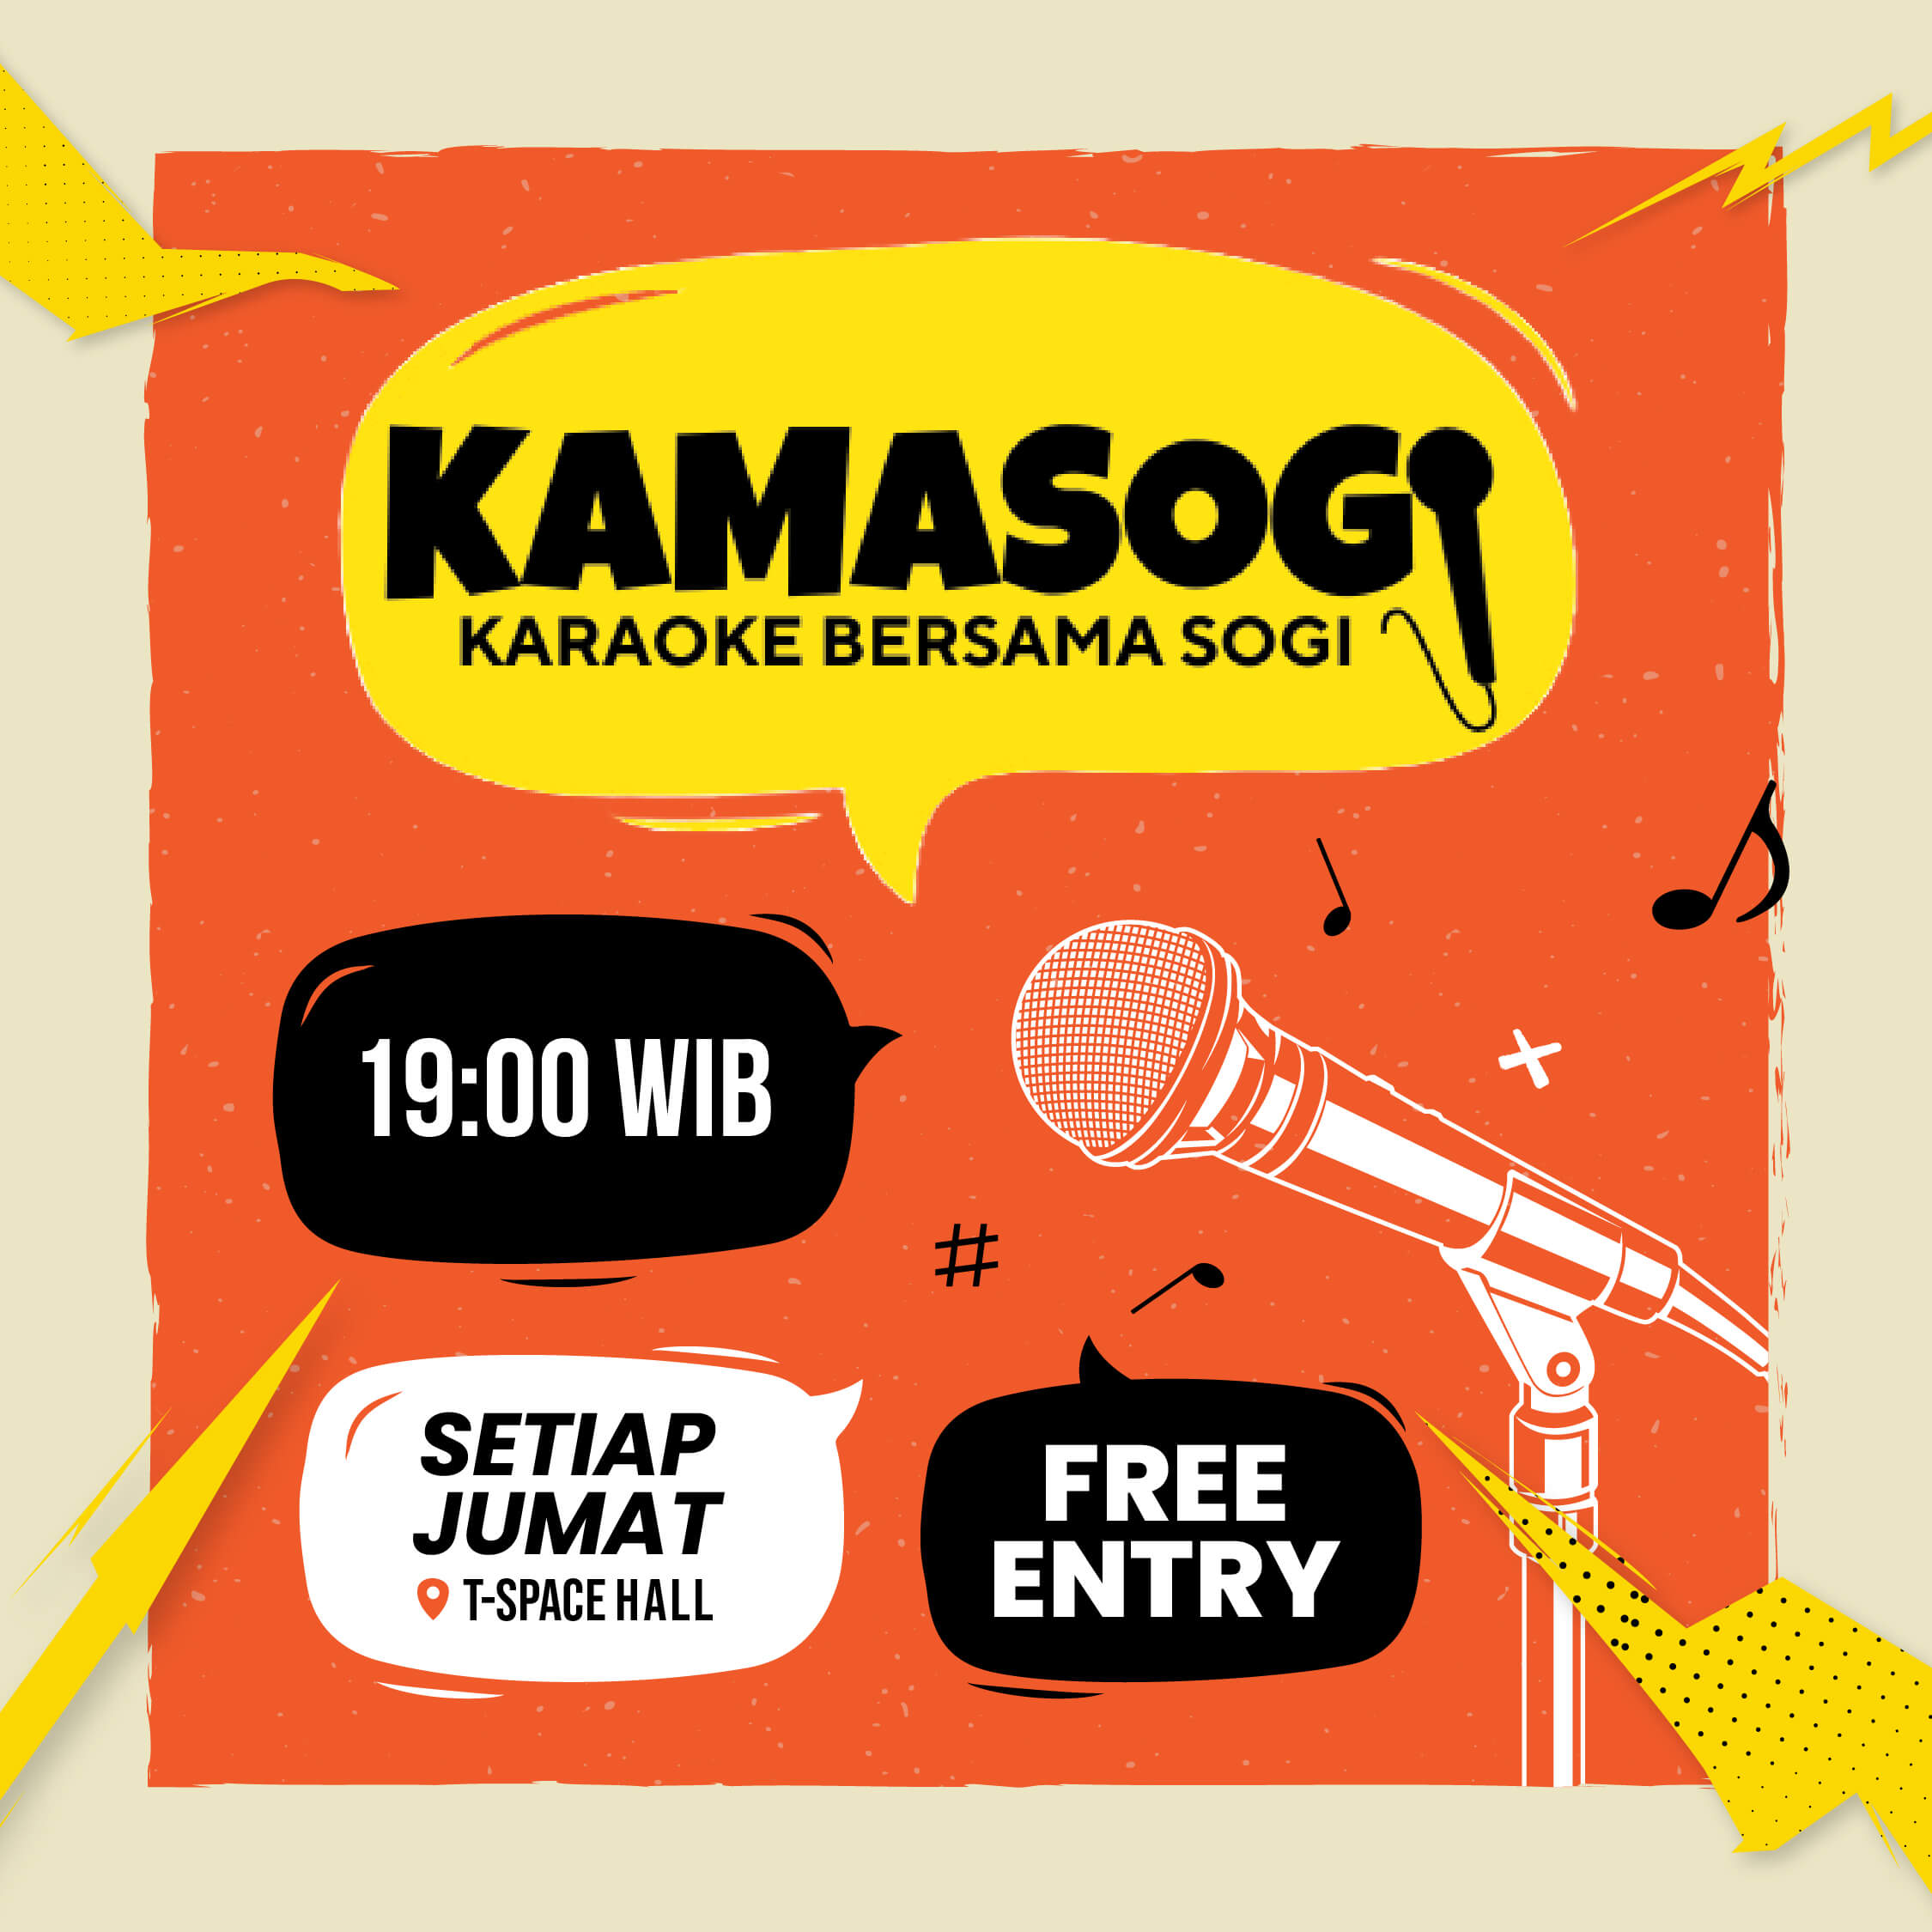 KAMASOGI
KARAOKE BERSAMA SOGI
19:00 WIB
#
SETIAP
JUMAT
T-SPACE HALL
FREE
ENTRY